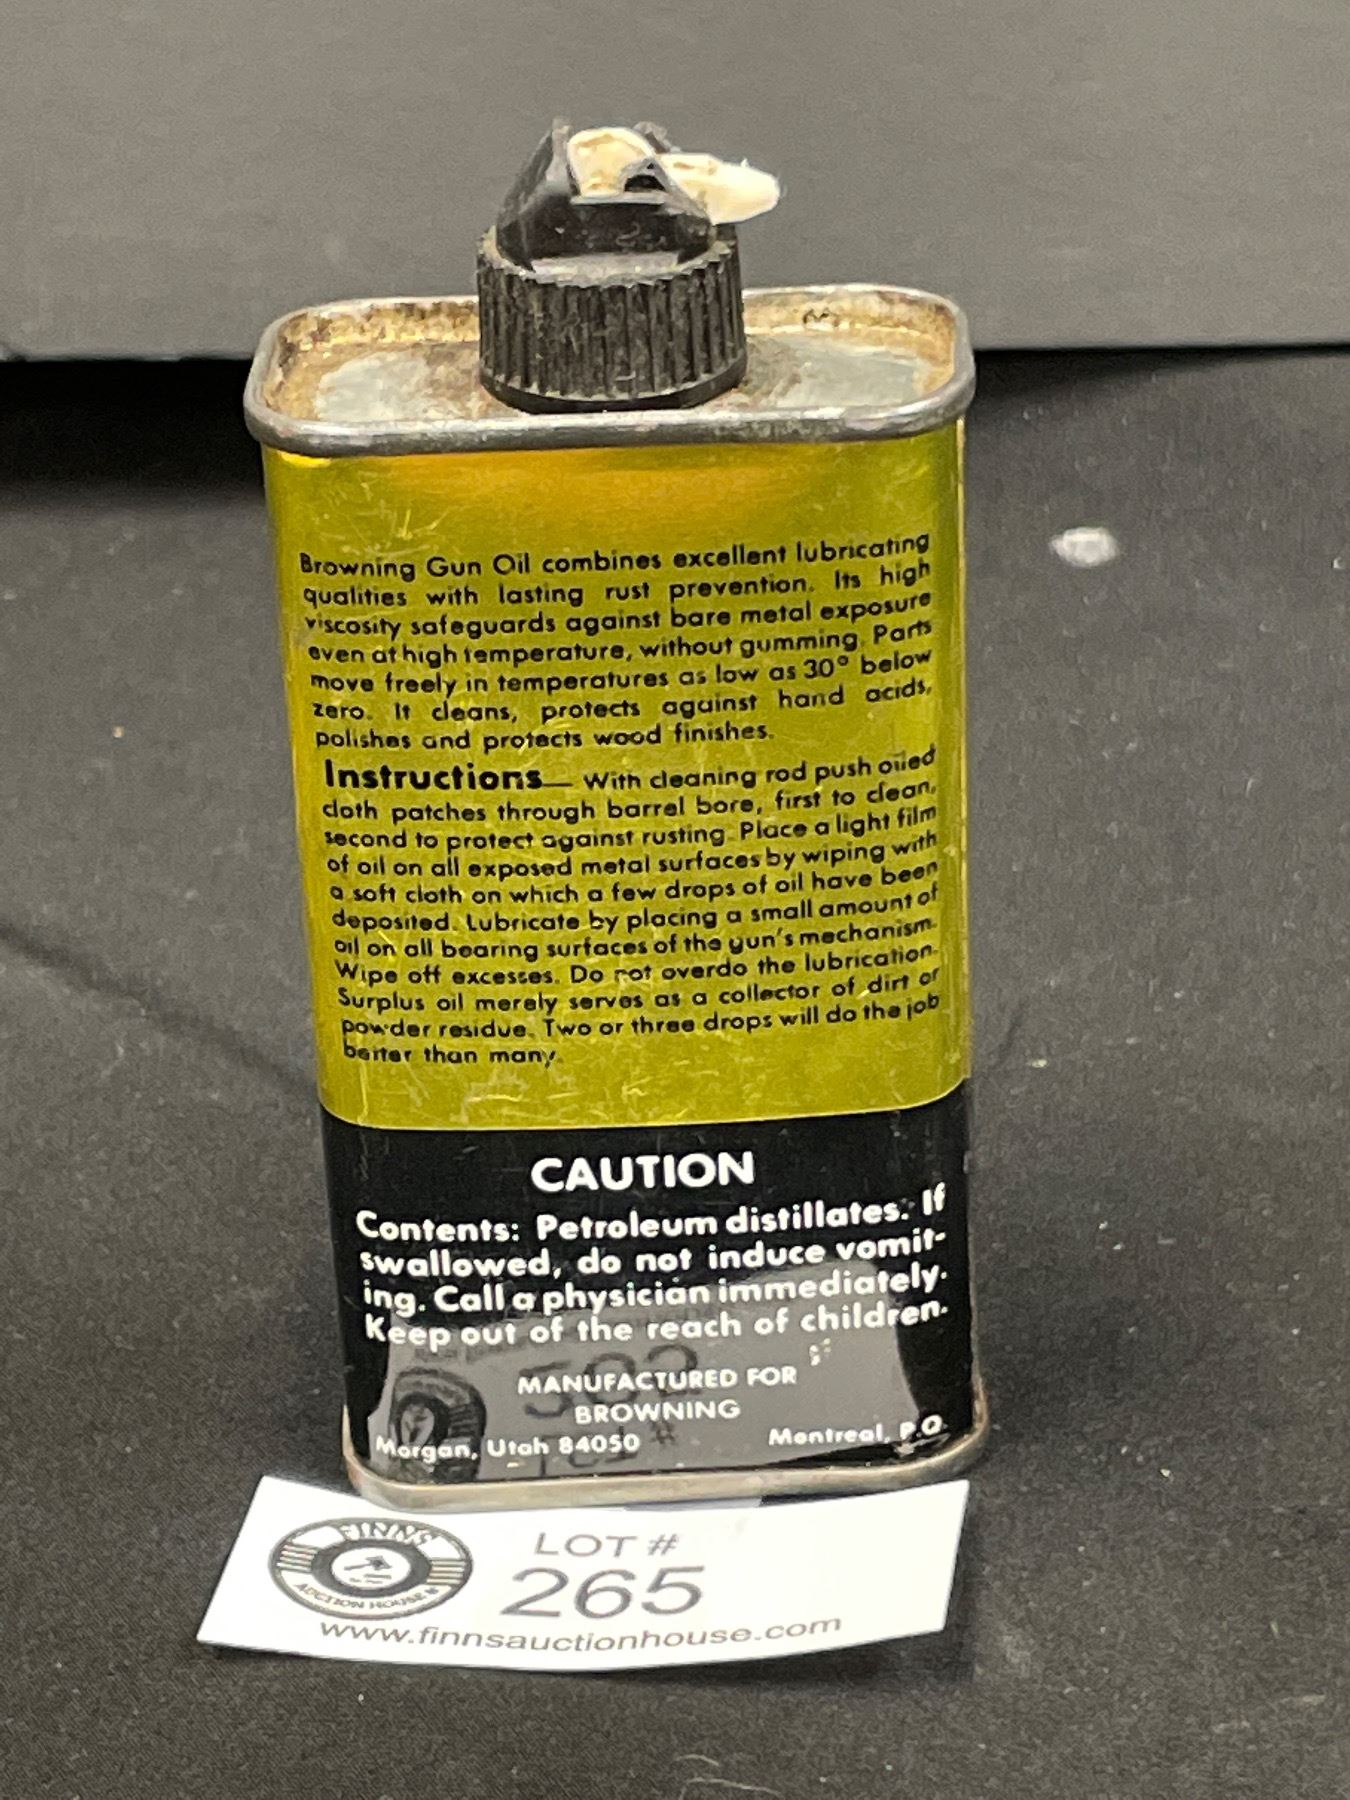 Browning Gun Oil combines excellent lubricating
qualities with lasting rust prevention. Its high
viscosity safeguards against bare metal exposure
even at high temperature, without gumming. Parts
move freely in temperatures as low as 30° below
zero. It cleans, protects against hand acids,
polishes and protects wood finishes.
Instructions— With cleaning rod push oiled
cloth patches through barrel bore, first to clean,
second to protect against rusting. Place a light film
of oil on all exposed metal surfaces by wiping with
a soft cloth on which a few drops of oil have been
deposited. Lubricate by placing a small amount of
oil on all bearing surfaces of the gun's mechanism.
Wipe off excesses. Do not overdo the lubrication.
Surplus oil merely serves as a collector of dirt or
powder residue. Two or three drops will do the job
better than many.
CAUTION
Contents: Petroleum distillates. If
swallowed, do not induce vomit-
ing. Call a physician immediately.
Keep out of the reach of children.
MANUFACTURED FOR
BROWNING
Morgan, Utah 84050 Montreal, P.Q.
FINNS
AUCTION HOUSE
LOT #
265
www.finnsauctionhouse.com